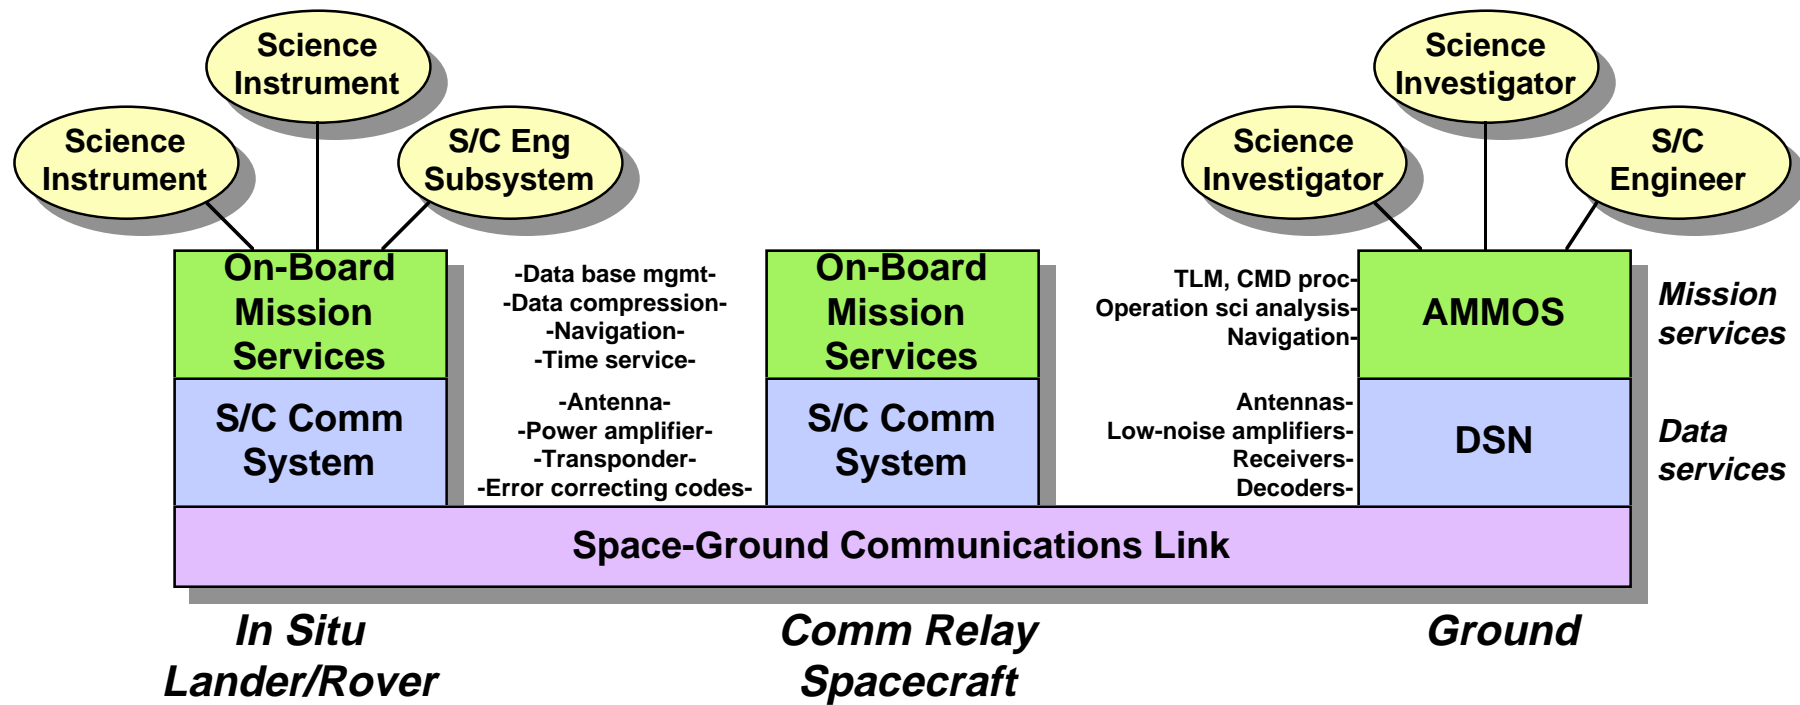 Science
Instrument
Science
Instrument
S/C Eng
Subsystem
Science
Investigator
Science
Investigator
S/C
Engineer
On-Board
Mission
Services
-Data base mgmt-
-Data compression-
-Navigation-
-Time service-
On-Board
Mission
Services
TLM, CMD proc-
Operation sci analysis-
Navigation-
AMMOS
Mission
services
S/C Comm
System
-Antenna-
-Power amplifier-
-Transponder-
-Error correcting codes-
S/C Comm
System
Antennas-
Low-noise amplifiers-
Receivers-
Decoders-
DSN
Data
services
Space-Ground Communications Link
In Situ
Lander/Rover
Comm Relay
Spacecraft
Ground